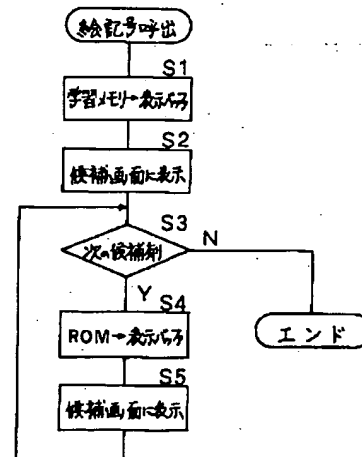 絵記号呼出
S1
学習メモリ→表示バッファ
S2
候補画面に表示
S3
次の候補群
N
Y
S4
ROM→表示バッファ
エンド
S5
候補画面に表示